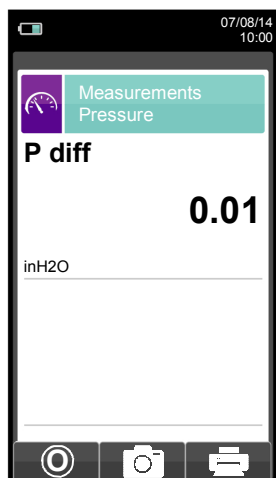 07/08/14
10:00
Measurements
Pressure
P diff
0.01
inH2O